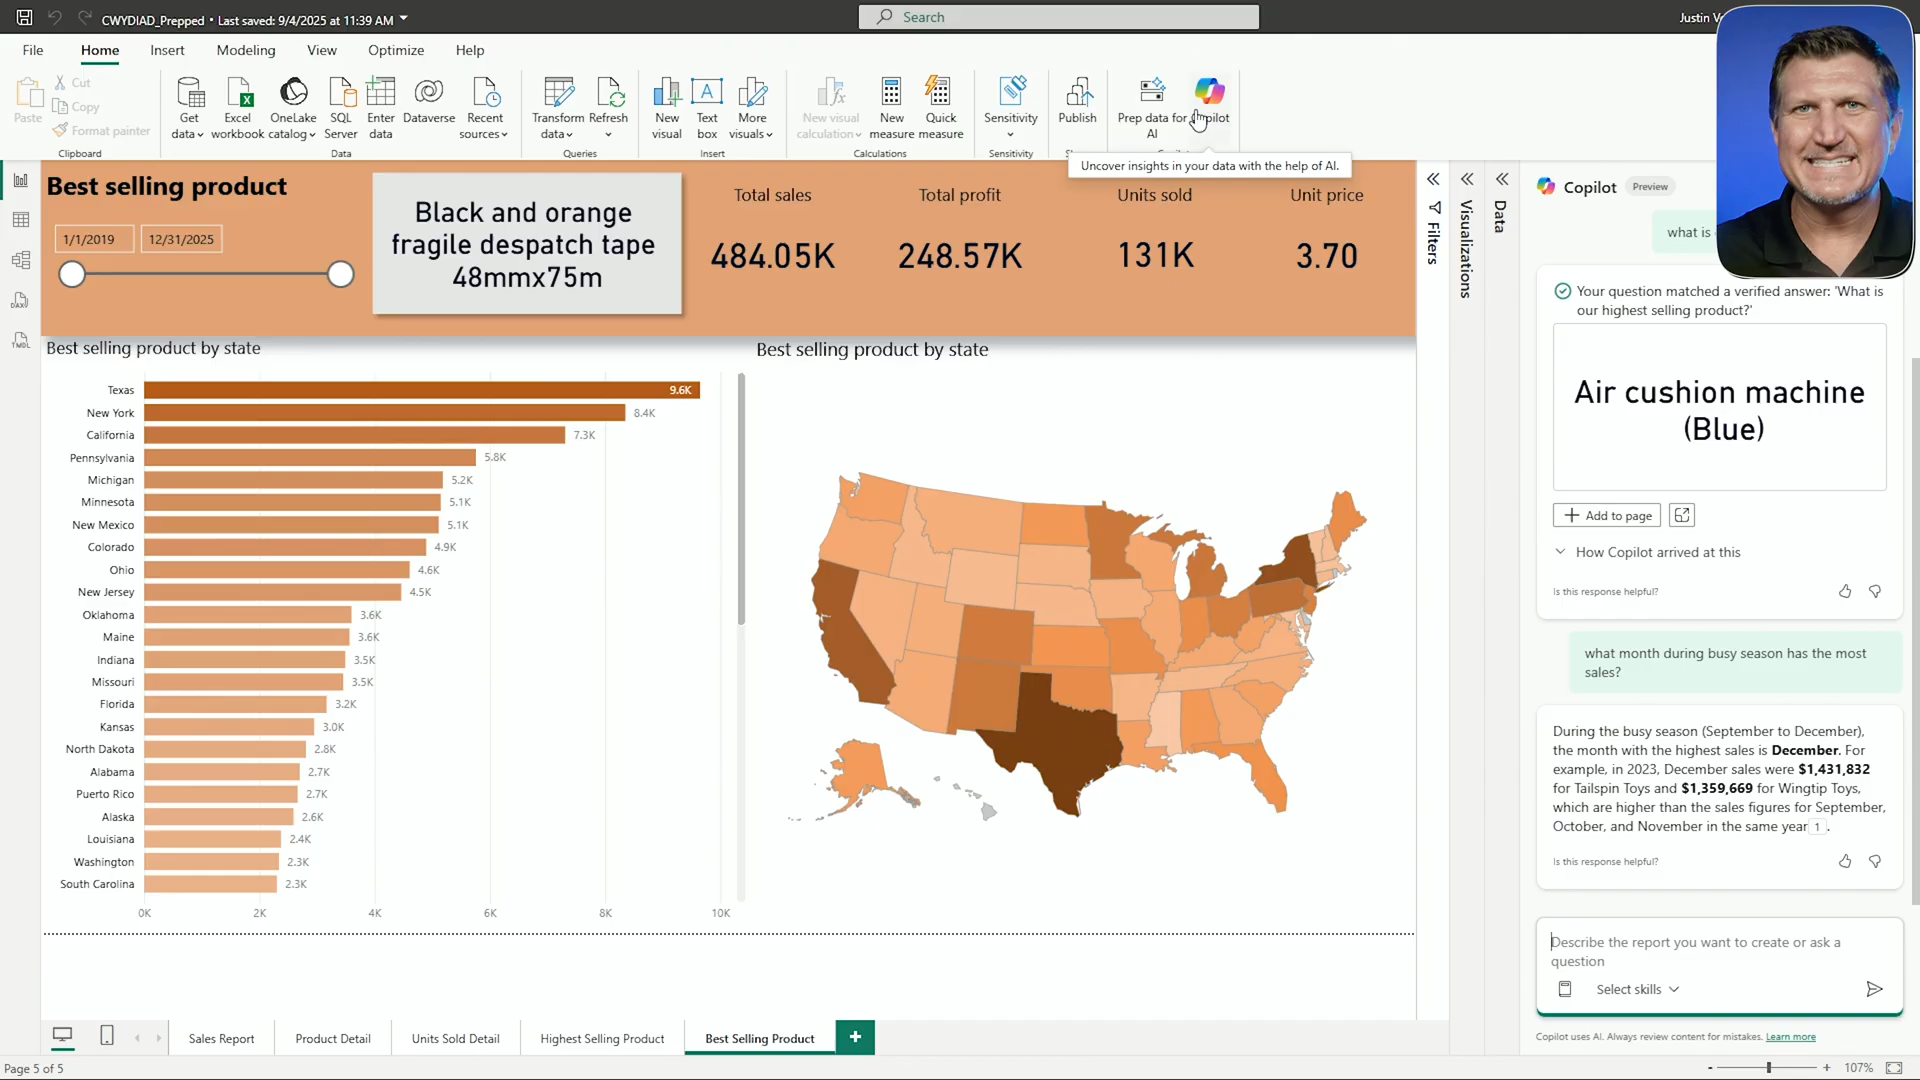 CWYDIAD_Prepped • Last saved: 9/4/2025 at 11:39 AM
Search
Justin
File
Home
Insert
Modeling
View
Optimize
Help
Paste
Cut
Copy
Format painter
Clipboard
Get data
Excel workbook
OneLake catalog
SQL Server
Enter data
Dataverse
Recent sources
Data
Transform data
Refresh
Queries
New visual
Text box
More visuals
Insert
New visual calculation
New measure
Quick measure
Calculations
Sensitivity
Sensitivity
Publish
Prep data for AI
Uncover insights in your data with the help of AI.
Best selling product
1/1/2019
12/31/2025
Black and orange
fragile despatch tape
48mmx75m
Total sales
484.05K
Total profit
248.57K
Units sold
131K
Unit price
3.70
Filters
Visualizations
Data
Best selling product by state
Texas 9.6K
New York 8.4K
California 7.3K
Pennsylvania 5.8K
Michigan 5.2K
Minnesota 5.1K
New Mexico 5.1K
Colorado 4.9K
Ohio 4.6K
New Jersey 4.5K
Oklahoma 3.6K
Maine 3.6K
Indiana 3.5K
Missouri 3.5K
Florida 3.2K
Kansas 3.0K
North Dakota 2.8K
Alabama 2.7K
Puerto Rico 2.7K
Alaska 2.6K
Louisiana 2.4K
Washington 2.3K
South Carolina 2.3K
0K 2K 4K 6K 8K 10K
Best selling product by state
Copilot
Preview
what is
Your question matched a verified answer: 'What is
our highest selling product?'
Air cushion machine
(Blue)
Add to page
How Copilot arrived at this
Is this response helpful?
what month during busy season has the most
sales?
During the busy season (September to December),
the month with the highest sales is December. For
example, in 2023, December sales were $1,431,832
for Tailspin Toys and $1,359,669 for Wingtip Toys,
which are higher than the sales figures for September,
October, and November in the same year 1 .
Is this response helpful?
Describe the report you want to create or ask a
question
Select skills
Copilot uses AI. Always review content for mistakes. Learn more
Sales Report
Product Detail
Units Sold Detail
Highest Selling Product
Best Selling Product
Page 5 of 5
- + 107%